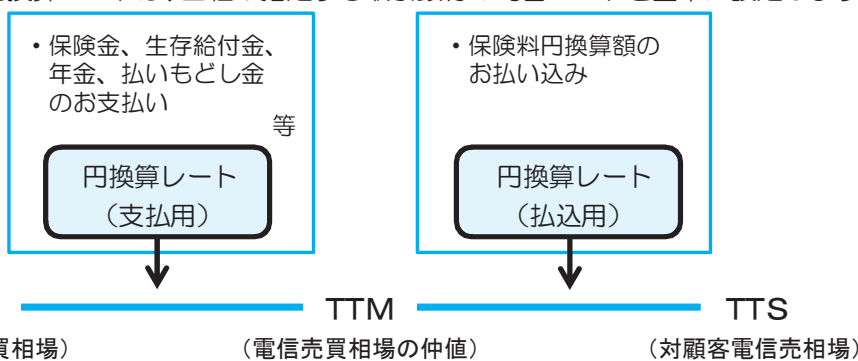 ・保険金、生存給付金、
年金、払いもどし金
のお支払い
等
円換算レート
（支払用）
・保険料円換算額の
お払い込み
円換算レート
（払込用）
TTM
TTS
買相場）
（電信売買相場の仲値）
（対顧客電信売相場）